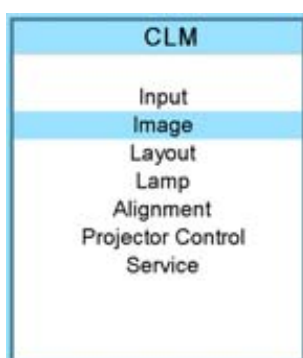 CLM
Input
Image
Layout
Lamp
Alignment
Projector Control
Service